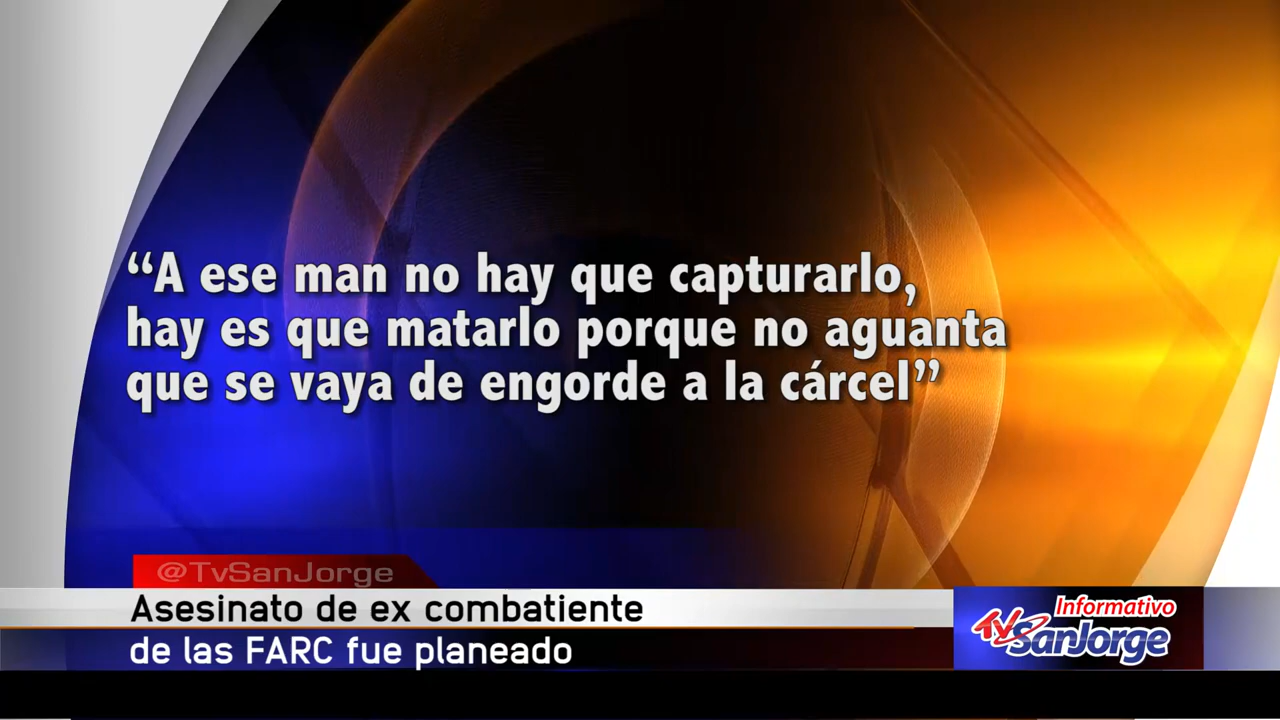 “A ese man no hay que capturarlo,
hay es que matarlo porque no aguanta
que se vaya de engorde a la cárcel”
@TvSanJorge
Asesinato de ex combatiente
de las FARC fue planeado
Informativo
TV SanJorge